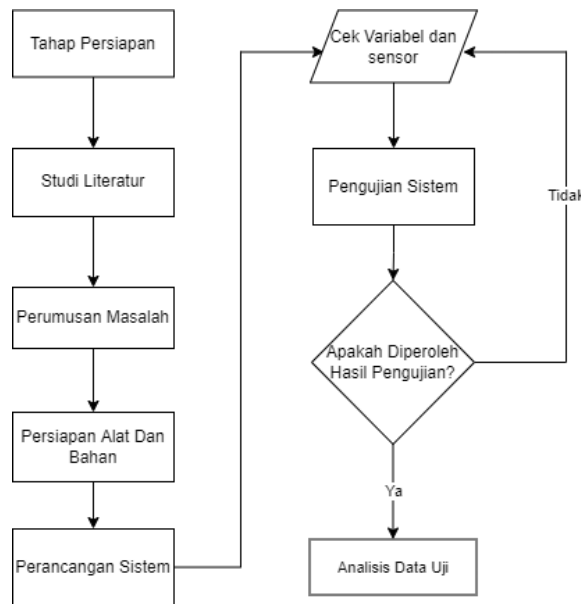 Tahap Persiapan
Studi Literatur
Perumusan Masalah
Persiapan Alat Dan
Bahan
Perancangan Sistem
Cek Variabel dan
sensor
Pengujian Sistem
Tidak
Apakah Diperoleh
Hasil Pengujian?
Ya
Analisis Data Uji